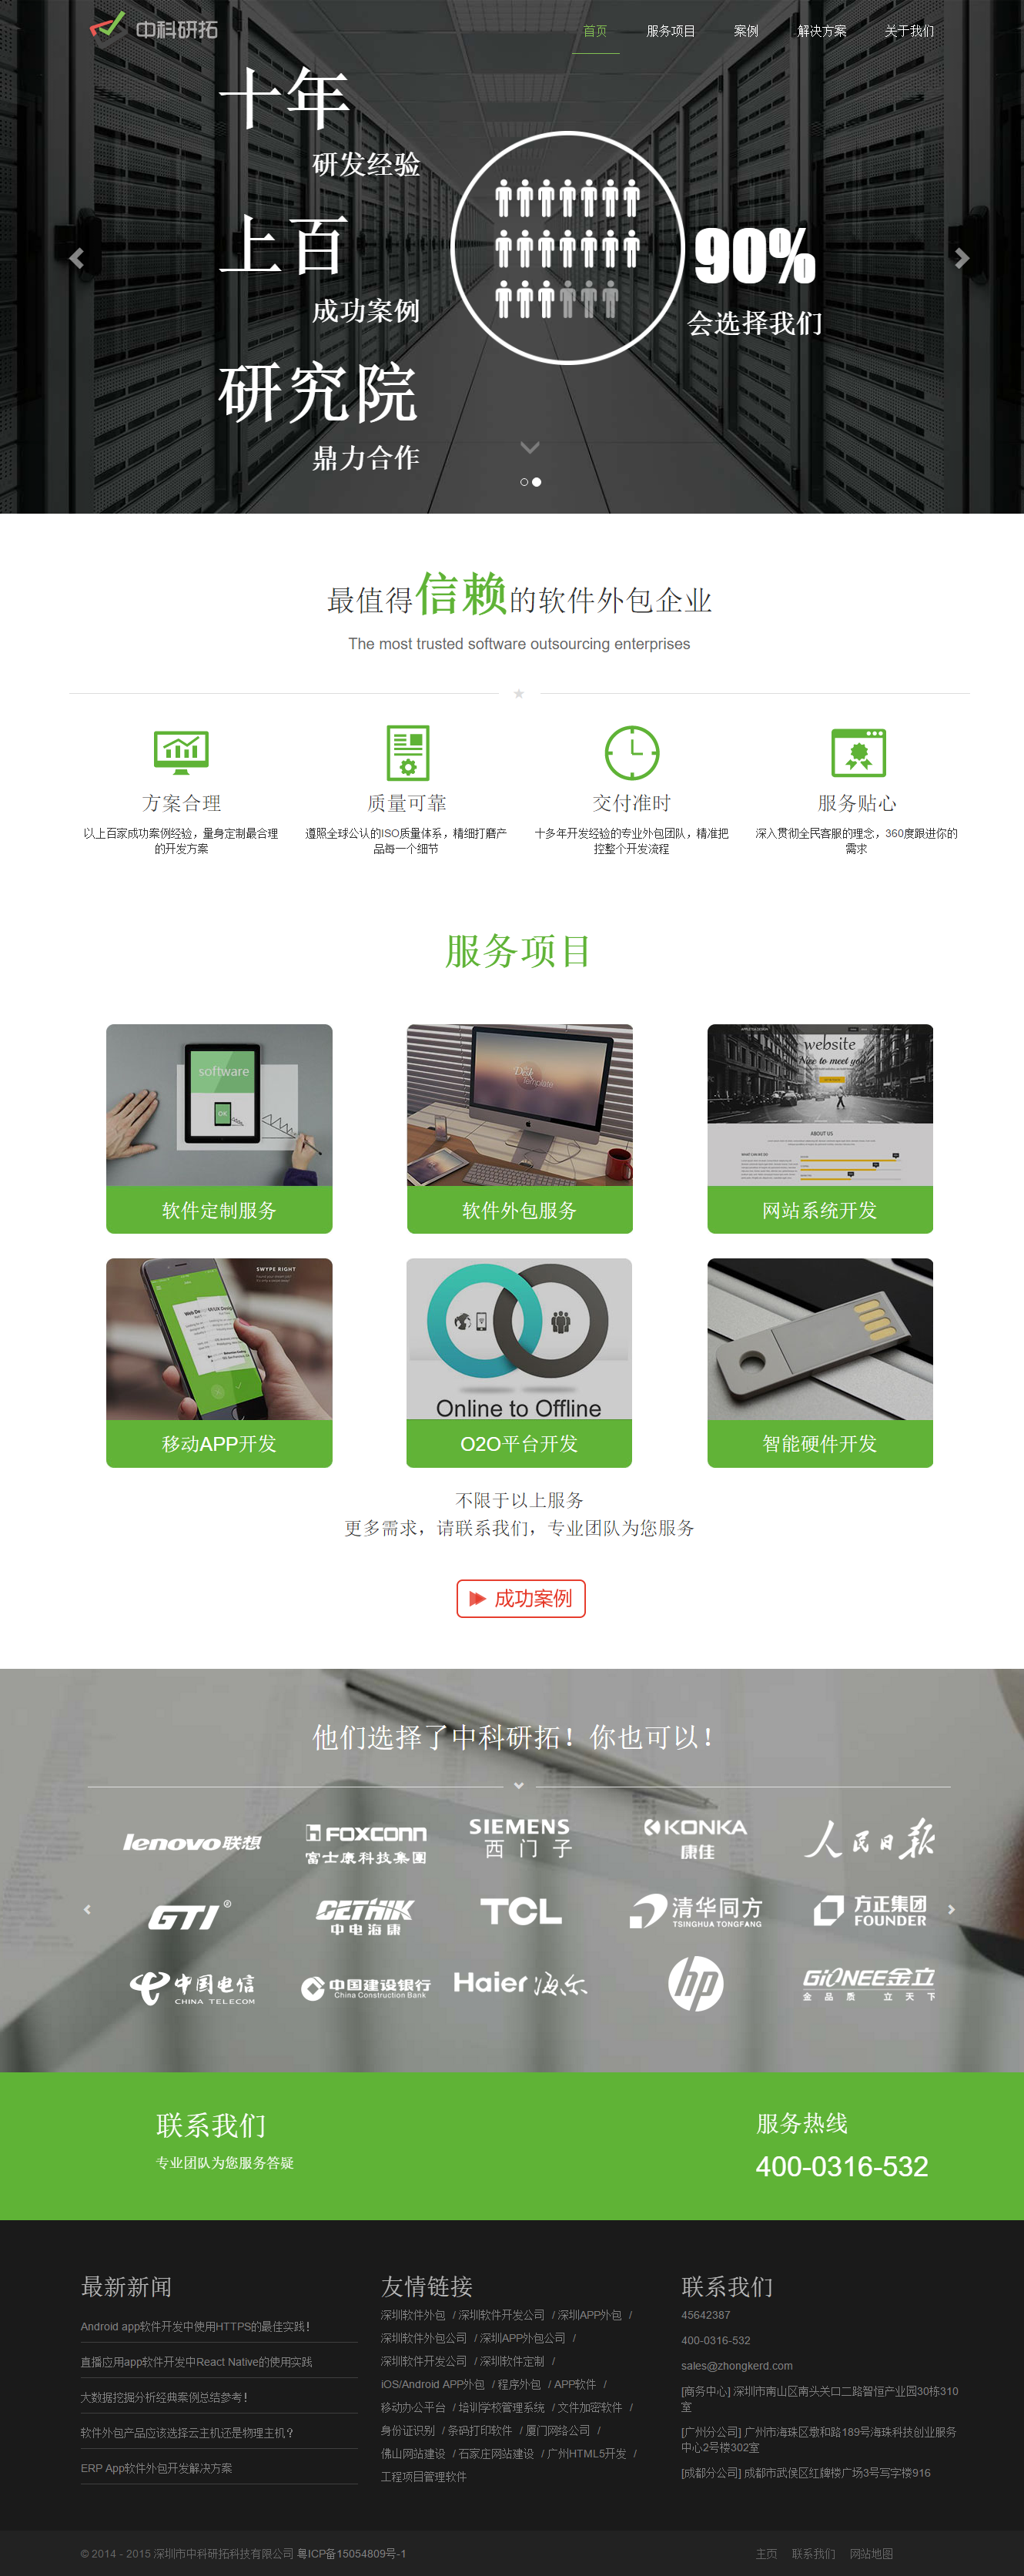 中科研拓
首页 服务项目 案例 解决方案 关于我们
十年
研发经验
上百
成功案例
研究院
鼎力合作
90%
会选择我们
最值得信赖的软件外包企业
The most trusted software outsourcing enterprises
方案合理
以上百家成功案例经验，量身定制最合理
的开发方案
质量可靠
遵照全球公认的ISO质量体系，精细打磨产
品每一个细节
交付准时
十多年开发经验的专业外包团队，精准把
控整个开发流程
服务贴心
深入贯彻全民客服的理念，360度跟进你的
需求
服务项目
software
OK
软件定制服务
Desk
Template
软件外包服务
website
Nice to meet you
ABOUT US
网站系统开发
SWYPE RIGHT
移动APP开发
Online to Offline
O2O平台开发
智能硬件开发
不限于以上服务
更多需求，请联系我们，专业团队为您服务
成功案例
他们选择了中科研拓！你也可以！
lenovo联想
FOXCONN
富士康科技集团
SIEMENS
西门子
KONKA
康佳
人民日报
GTI®
CETHIK
中电海康
TCL
清华同方
TSINGHUA TONGFANG
方正集团
FOUNDER
中国电信
CHINA TELECOM
中国建设银行
China Construction Bank
Haier 海尔
hp
GiONEE金立
金品质 立天下
联系我们
专业团队为您服务答疑
服务热线
400-0316-532
最新新闻
Android app软件开发中使用HTTPS的最佳实践！
直播应用app软件开发中React Native的使用实践
大数据挖掘分析经典案例总结参考！
软件外包产品应该选择云主机还是物理主机？
ERP App软件外包开发解决方案
友情链接
深圳软件外包 / 深圳软件开发公司 / 深圳APP外包 /
深圳软件外包公司 / 深圳APP外包公司 /
深圳软件开发公司 / 深圳软件定制 /
iOS/Android APP外包 / 程序外包 / APP软件 /
移动办公平台 / 培训学校管理系统 / 文件加密软件 /
身份证识别 / 条码打印软件 / 厦门网络公司 /
佛山网站建设 / 石家庄网站建设 / 广州HTML5开发 /
工程项目管理软件
联系我们
45642387
400-0316-532
sales@zhongkerd.com
[商务中心] 深圳市南山区南头关口二路智恒产业园30栋310
室
[广州分公司] 广州市海珠区敦和路189号海珠科技创业服务
中心2号楼302室
[成都分公司] 成都市武侯区红牌楼广场3号写字楼916
© 2014 - 2015 深圳市中科研拓科技有限公司 粤ICP备15054809号-1
主页 联系我们 网站地图